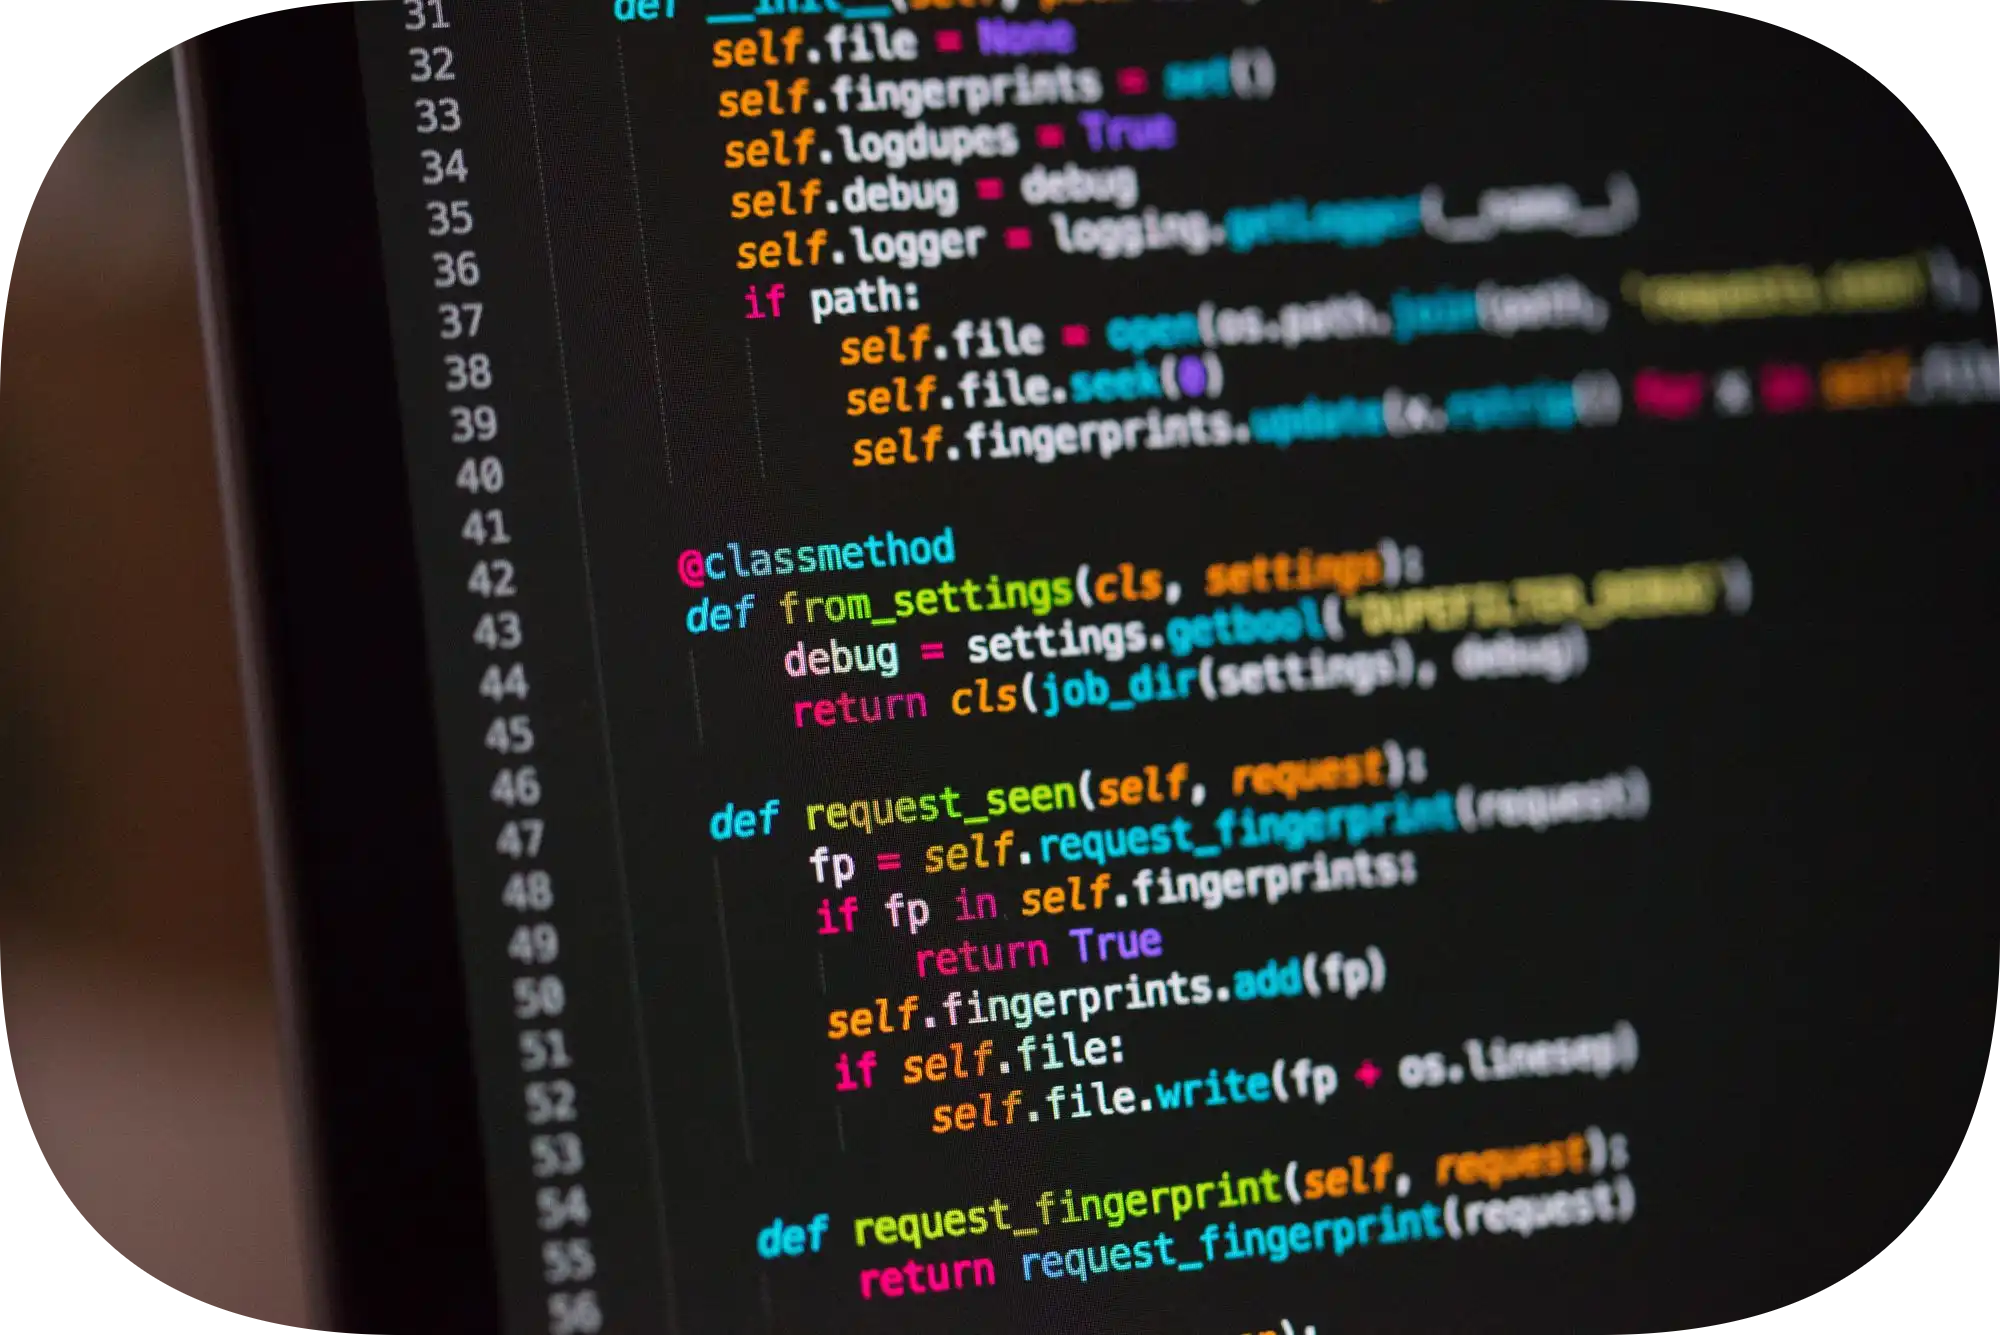 31 def __init__(self,
32 self.file = None
33 self.fingerprints = set()
34 self.logdupes = True
35 self.debug = debug
36 self.logger = logging.getLogger(__name__)
37 if path:
38 self.file = open(os.path.join(path, 'requests.seen'),
39 self.file.seek(0)
40 self.fingerprints.update(x.rstrip() for x in self.file
41
42 @classmethod
43 def from_settings(cls, settings):
44 debug = settings.getbool('DUPEFILTER_DEBUG')
45 return cls(job_dir(settings), debug)
46
47 def request_seen(self, request):
48 fp = self.request_fingerprint(request)
49 if fp in self.fingerprints:
50 return True
51 self.fingerprints.add(fp)
52 if self.file:
53 self.file.write(fp + os.linesep)
54
55 def request_fingerprint(self, request):
56 return request_fingerprint(request)